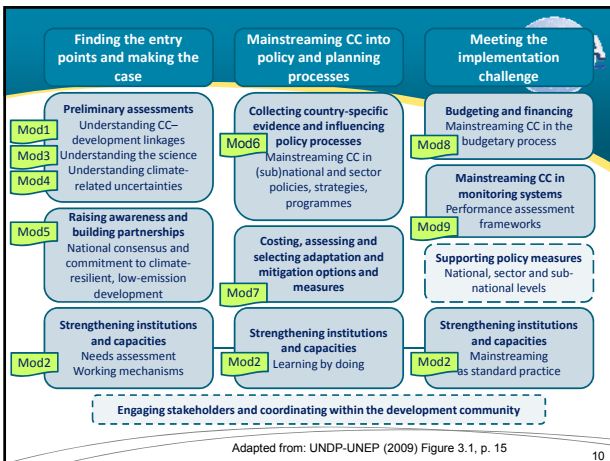 Finding the entry
points and making the
case
Mainstreaming CC into
policy and planning
processes
Meeting the
implementation
challenge
Preliminary assessments
Mod1
Understanding CC–
development linkages
Mod3
Understanding the science
Mod4
Understanding climate-
related uncertainties
Raising awareness and
Mod5
building partnerships
National consensus and
commitment to climate-
resilient, low-emission
development
Strengthening institutions
and capacities
Mod2
Needs assessment
Working mechanisms
Collecting country-specific
evidence and influencing
Mod6
policy processes
Mainstreaming CC in
(sub)national and sector
policies, strategies,
programmes
Costing, assessing and
selecting adaptation and
mitigation options and
measures
Mod7
Strengthening institutions
and capacities
Mod2
Learning by doing
Budgeting and financing
Mainstreaming CC in the
Mod8
budgetary process
Mainstreaming CC in
monitoring systems
Performance assessment
Mod9
frameworks
Supporting policy measures
National, sector and sub-
national levels
Strengthening institutions
and capacities
Mod2
Mainstreaming
as standard practice
Engaging stakeholders and coordinating within the development community
Adapted from: UNDP-UNEP (2009) Figure 3.1, p. 15
10